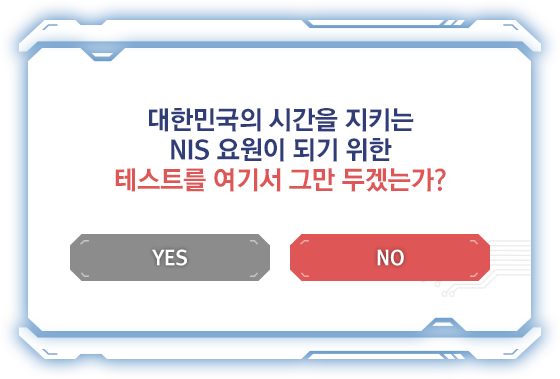 대한민국의 시간을 지키는
NIS 요원이 되기 위한
테스트를 여기서 그만 두겠는가?
YES
NO